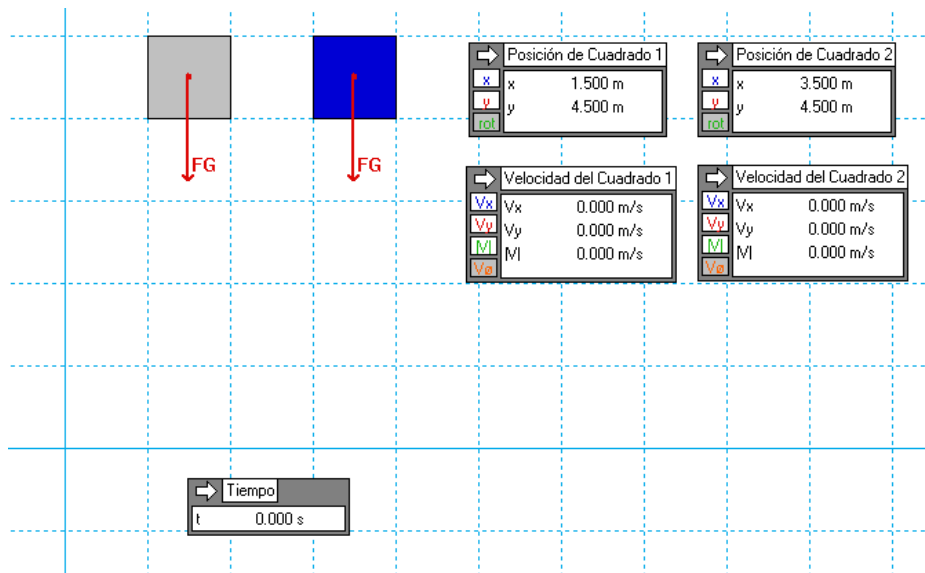 FG
FG
Posición de Cuadrado 1
x
y
rot
x 1.500 m
y 4.500 m
Posición de Cuadrado 2
x
y
rot
x 3.500 m
y 4.500 m
Velocidad del Cuadrado 1
Vx
Vy
|V|
Vø
Vx 0.000 m/s
Vy 0.000 m/s
|V| 0.000 m/s
Velocidad del Cuadrado 2
Vx
Vy
|V|
Vø
Vx 0.000 m/s
Vy 0.000 m/s
|V| 0.000 m/s
Tiempo
t 0.000 s